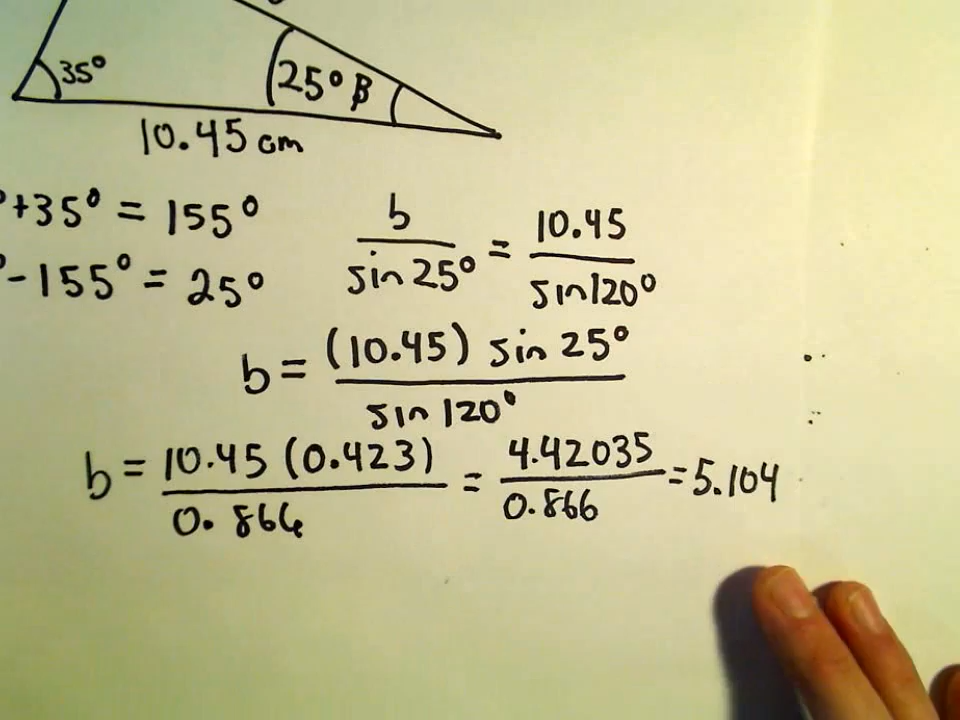 35°
25° β
10.45 cm
°+35° = 155°
°-155° = 25°
b / sin 25° = 10.45 / sin 120°
b = (10.45) sin 25° / sin 120°
b = 10.45 (0.423) / 0.866 = 4.42035 / 0.866 = 5.104